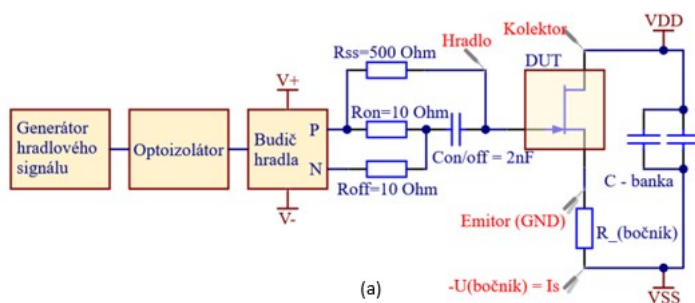 Kolektor
VDD
Hradlo
Rss=500 Ohm
DUT
V+
Generátor
hradlového
signálu
Optoizolátor
Budič
hradla
P
N
Ron=10 Ohm
Con/off = 2nF
Roff=10 Ohm
V-
C - banka
Emitor (GND)
R_(bočník)
(a)
-U(bočník) = Is
VSS